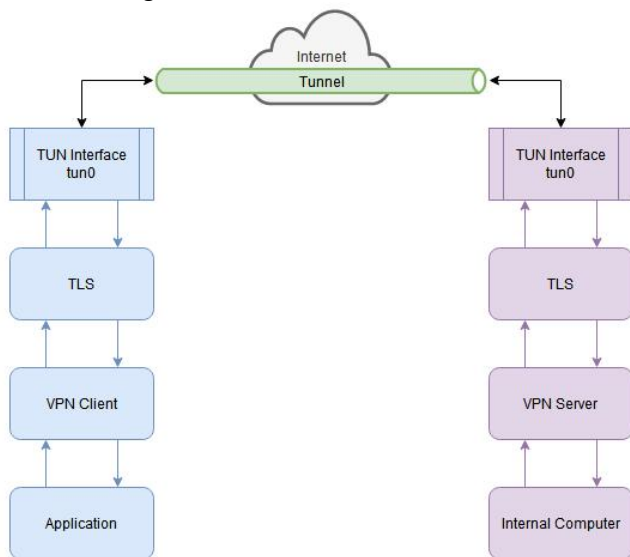 Internet
Tunnel
TUN Interface
tun0
TUN Interface
tun0
TLS
TLS
VPN Client
VPN Server
Application
Internal Computer